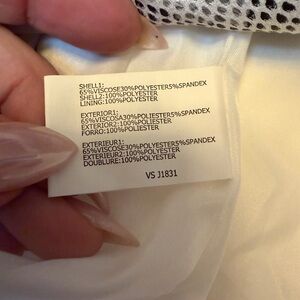 SHELL1:
65%VISCOSE30%POLYESTER5%SPANDEX
SHELL2:100%POLYESTER
LINING:100%POLYESTER
EXTERIOR1:
65%VISCOSA30%POLIESTER5%SPANDEX
EXTERIOR2:100%POLIESTER
FORRO:100%POLIESTER
EXTERIEUR1:
65%VISCOSE30%POLYESTER5%SPANDEX
EXTERIEUR2:100%POLYESTER
DOUBLURE:100%POLYESTER
VS J1831